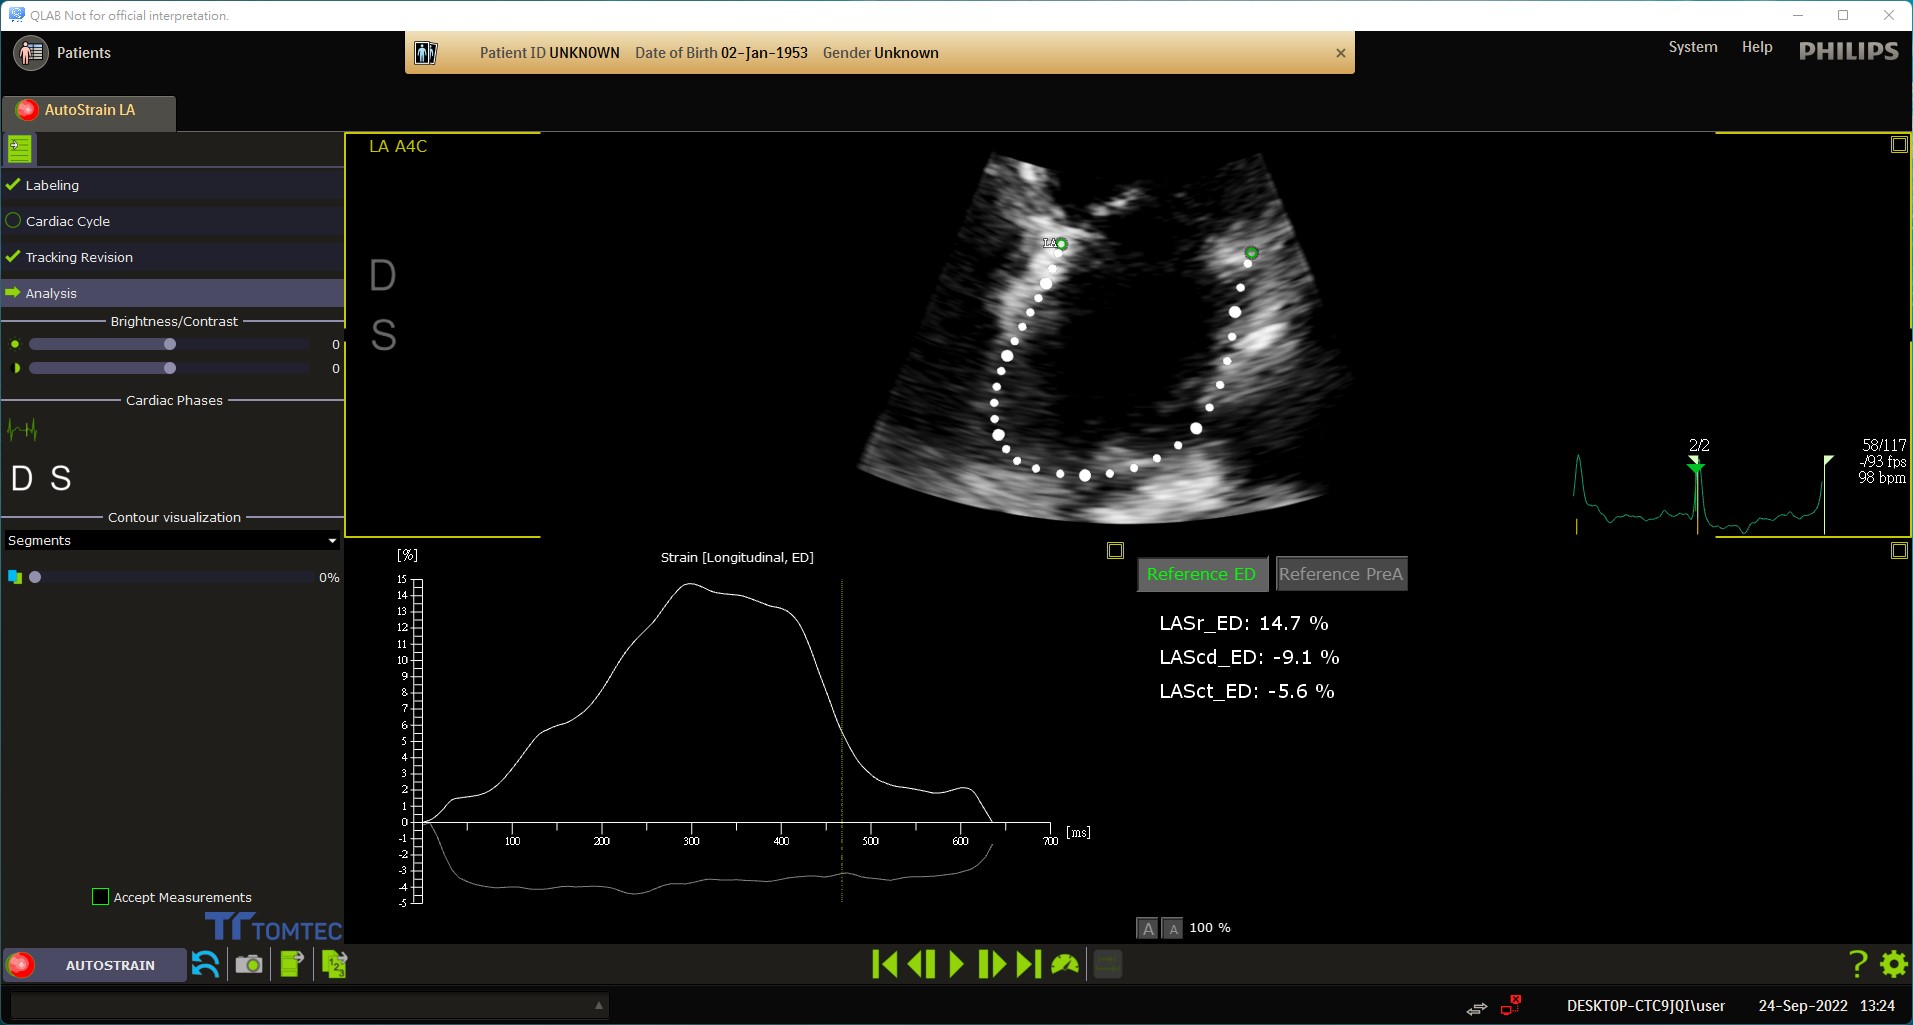 QLAB Not for official interpretation.
Patients
Patient ID UNKNOWN Date of Birth 02-Jan-1953 Gender Unknown
System Help PHILIPS
AutoStrain LA
Labeling
Cardiac Cycle
Tracking Revision
Analysis
Brightness/Contrast
0
0
Cardiac Phases
D S
Contour visualization
Segments
0%
Accept Measurements
TOMTEC
LA A4C
D
S
LA
2/2
58/117
-/93 fps
98 bpm
[%]
Strain [Longitudinal, ED]
15
14
13
12
11
10
9
8
7
6
5
4
3
2
1
0
-1
-2
-3
-4
-5
100 200 300 400 500 600 700 [ms]
Reference ED Reference PreA
LASr_ED: 14.7 %
LAScd_ED: -9.1 %
LASct_ED: -5.6 %
A A 100 %
AUTOSTRAIN
123
?
DESKTOP-CTC9JQI\user 24-Sep-2022 13:24